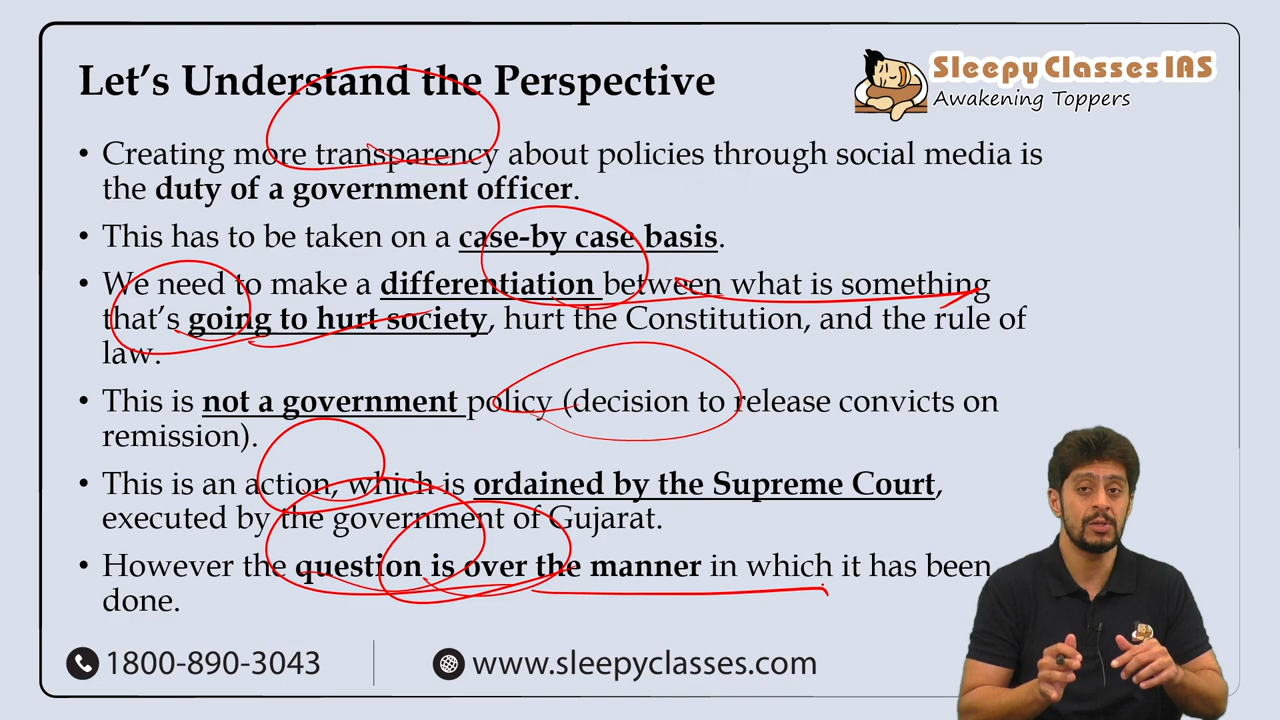 Let's Understand the Perspective
Sleepy Classes IAS
Awakening Toppers
• Creating more transparency about policies through social media is
the duty of a government officer.
• This has to be taken on a case-by case basis.
• We need to make a differentiation between what is something
that's going to hurt society, hurt the Constitution, and the rule of
law.
• This is not a government policy (decision to release convicts on
remission).
• This is an action, which is ordained by the Supreme Court,
executed by the government of Gujarat.
• However the question is over the manner in which it has been
done.
1800-890-3043
www.sleepyclasses.com